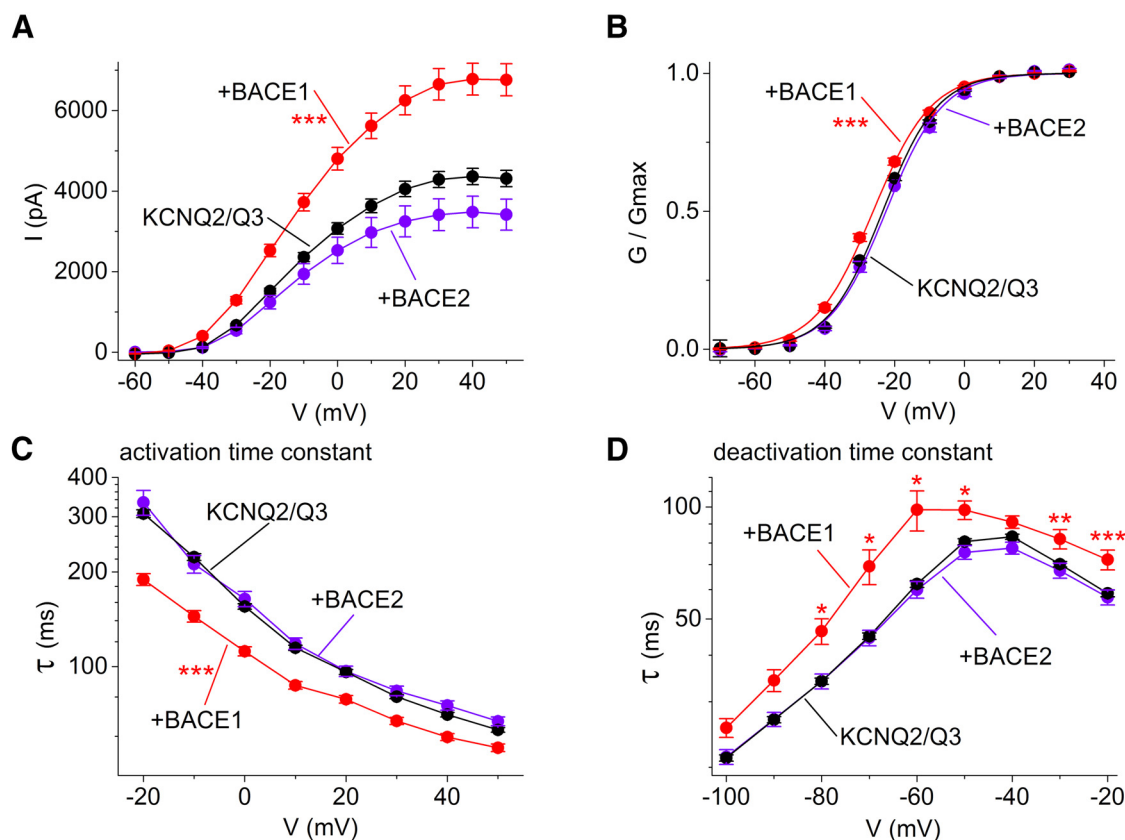 A
I (pA)
6000
4000
2000
0
+BACE1
***
KCNQ2/Q3
+BACE2
-60 -40 -20 0 20 40
V (mV)
B
G / Gmax
1.0
0.5
0.0
+BACE1
***
+BACE2
KCNQ2/Q3
-60 -40 -20 0 20 40
V (mV)
C
activation time constant
τ (ms)
400
300
200
100
KCNQ2/Q3
+BACE2
***
+BACE1
-20 0 20 40
V (mV)
D
deactivation time constant
τ (ms)
100
50
+BACE1
*
*
*
*
**
***
+BACE2
KCNQ2/Q3
-100 -80 -60 -40 -20
V (mV)